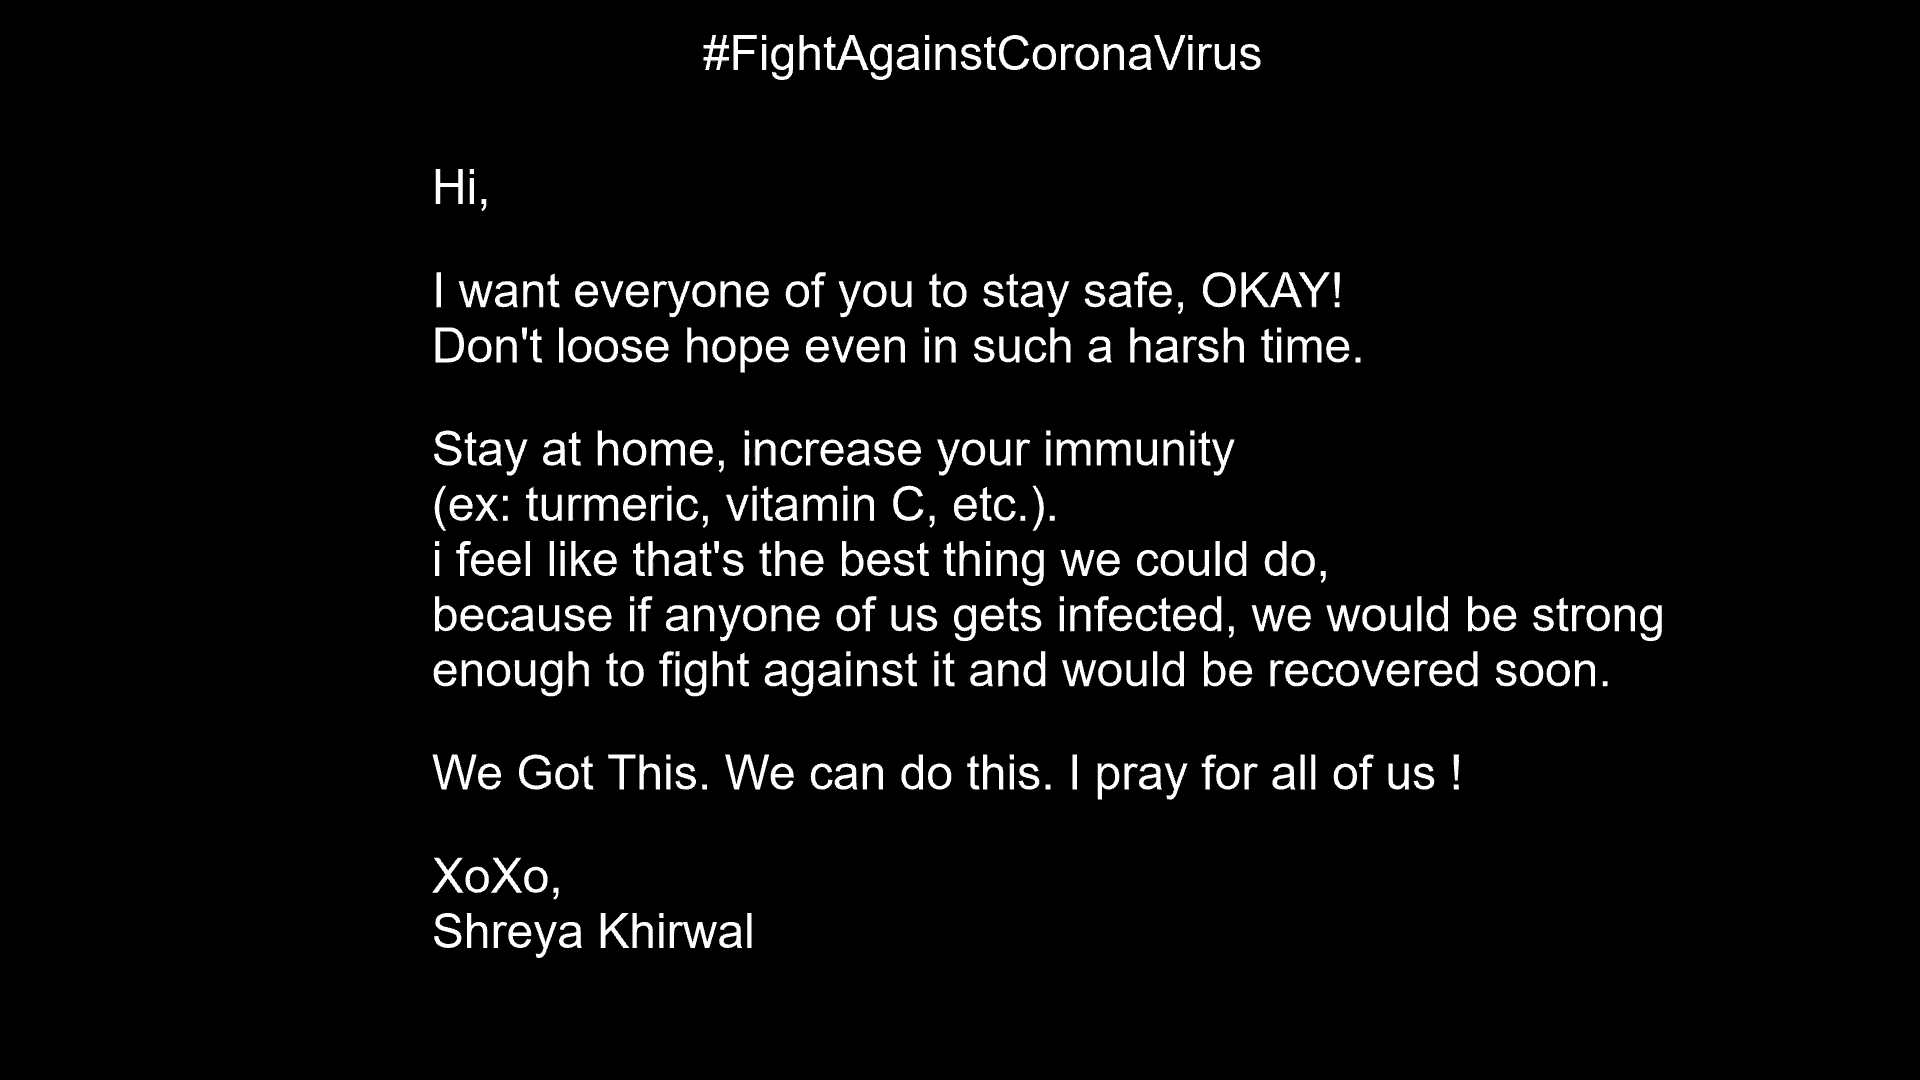 #FightAgainstCoronaVirus
Hi,
I want everyone of you to stay safe, OKAY!
Don't loose hope even in such a harsh time.
Stay at home, increase your immunity
(ex: turmeric, vitamin C, etc.).
i feel like that's the best thing we could do,
because if anyone of us gets infected, we would be strong
enough to fight against it and would be recovered soon.
We Got This. We can do this. I pray for all of us !
XoXo,
Shreya Khirwal